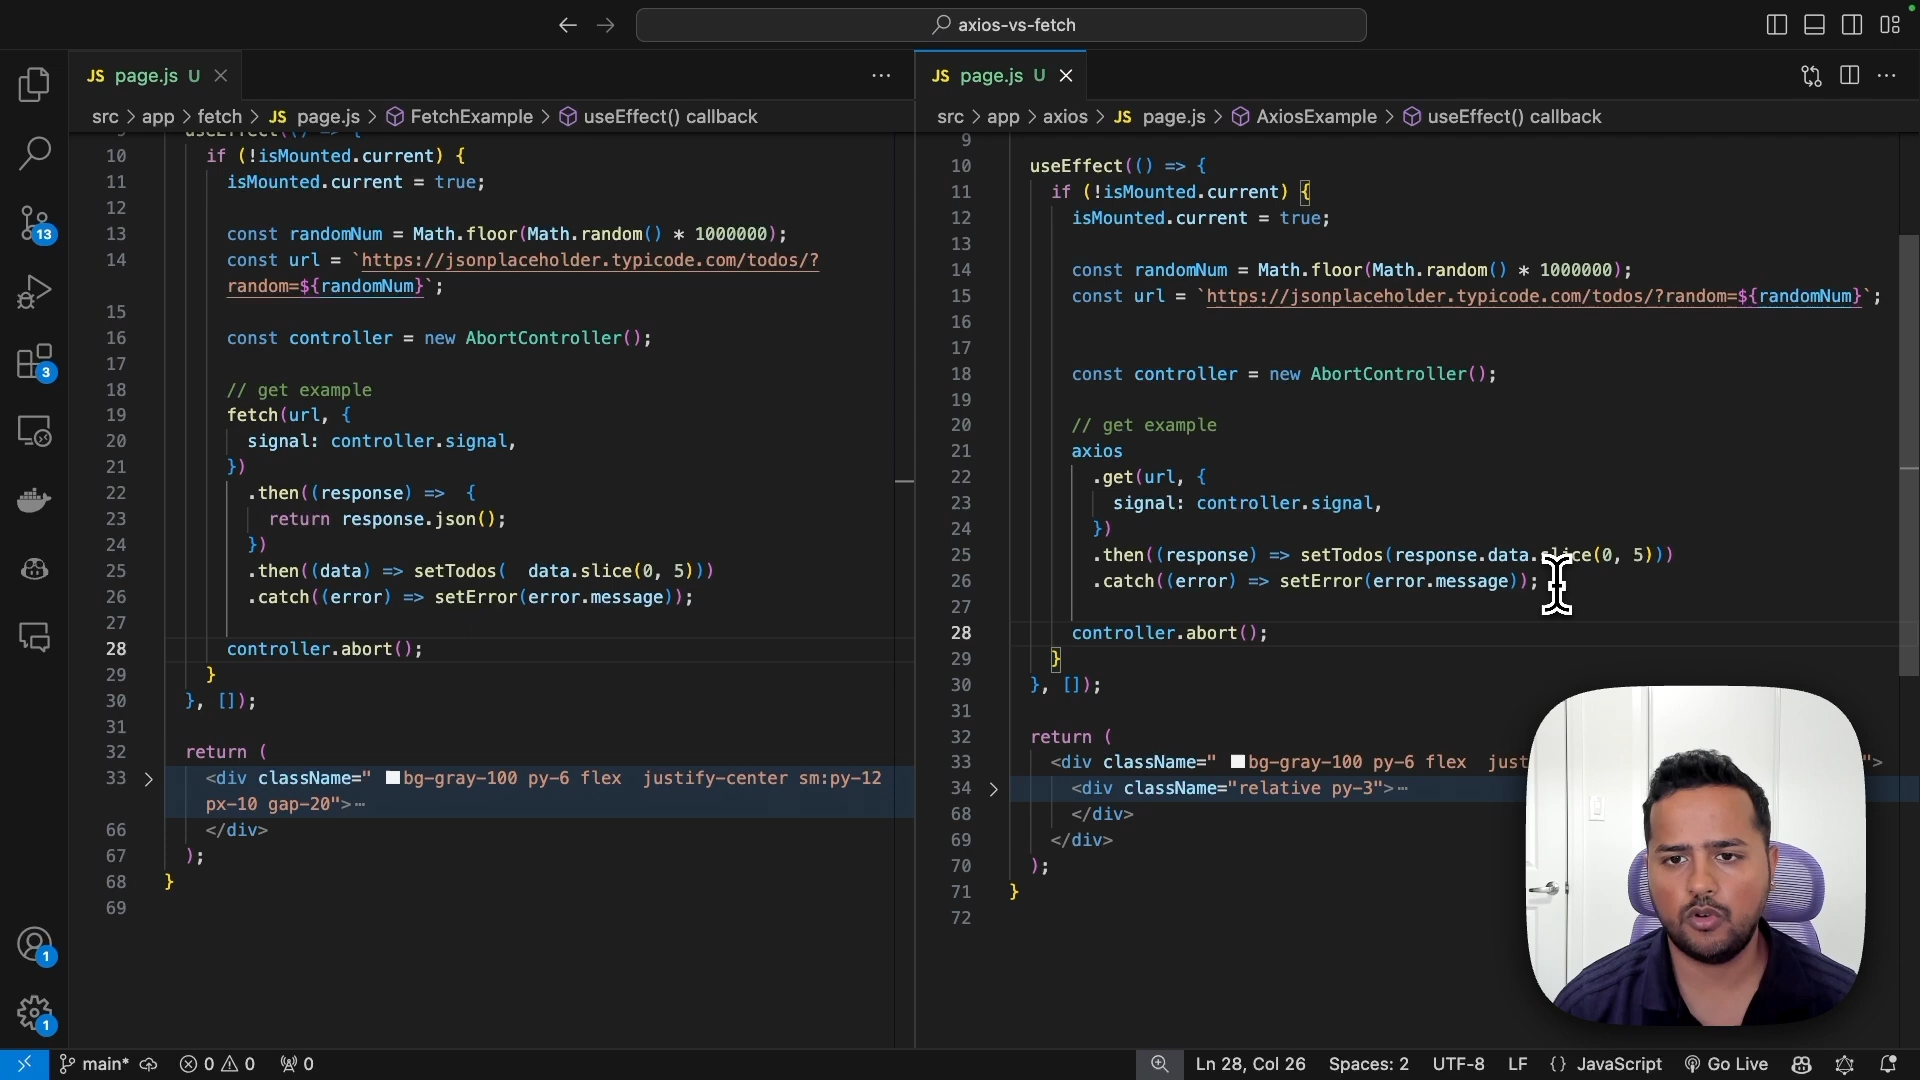 axios-vs-fetch
JS page.js U
src > app > fetch > JS page.js > FetchExample > useEffect() callback
10 if (!isMounted.current) {
11 isMounted.current = true;
12
13 const randomNum = Math.floor(Math.random() * 1000000);
14 const url = `https://jsonplaceholder.typicode.com/todos/?
random=${randomNum}`;
15
16 const controller = new AbortController();
17
18 // get example
19 fetch(url, {
20 signal: controller.signal,
21 })
22 .then((response) => {
23 return response.json();
24 })
25 .then((data) => setTodos( data.slice(0, 5)))
26 .catch((error) => setError(error.message));
27
28 controller.abort();
29 }
30 }, []);
31
32 return (
33 <div className=" bg-gray-100 py-6 flex justify-center sm:py-12
px-10 gap-20">
66 </div>
67 );
68 }
69
JS page.js U
src > app > axios > JS page.js > AxiosExample > useEffect() callback
9
10 useEffect(() => {
11 if (!isMounted.current) {
12 isMounted.current = true;
13
14 const randomNum = Math.floor(Math.random() * 1000000);
15 const url = `https://jsonplaceholder.typicode.com/todos/?random=${randomNum}`;
16
17
18 const controller = new AbortController();
19
20 // get example
21 axios
22 .get(url, {
23 signal: controller.signal,
24 })
25 .then((response) => setTodos(response.data.slice(0, 5)))
26 .catch((error) => setError(error.message));
27
28 controller.abort();
29 }
30 }, []);
31
32 return (
33 <div className=" bg-gray-100 py-6 flex just ">
34 <div className="relative py-3">
68 </div>
69 </div>
70 );
71 }
72
13
3
1
1
main* 0 0 0
Ln 28, Col 26 Spaces: 2 UTF-8 LF {} JavaScript Go Live